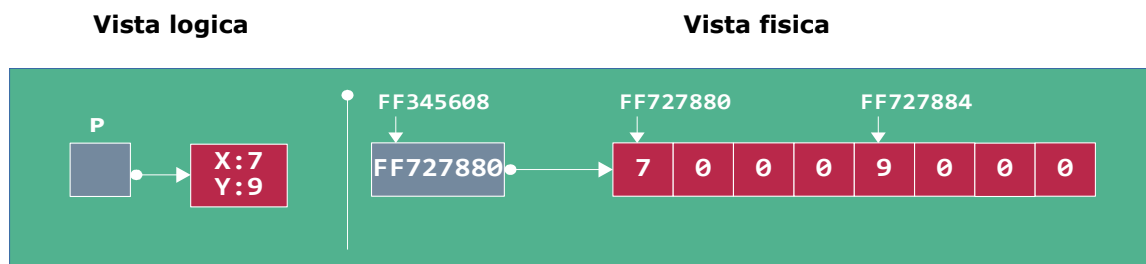 Vista logica
Vista fisica
P
X:7
Y:9
FF345608
FF727880
FF727880
FF727884
7 0 0 0 9 0 0 0